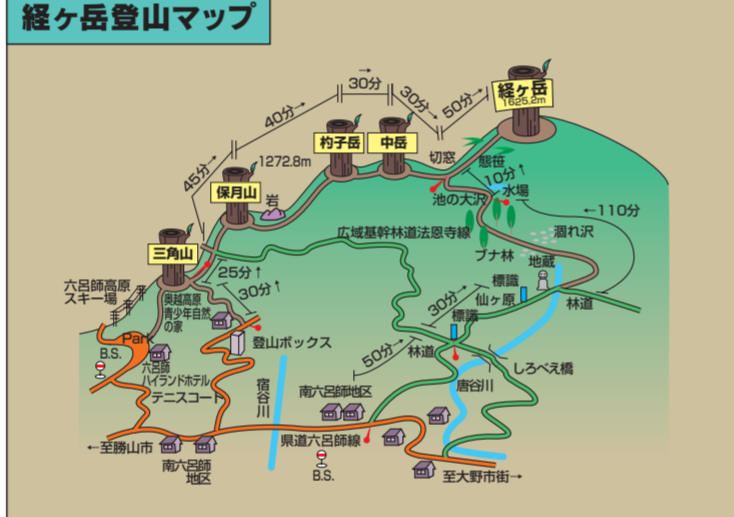 経ヶ岳登山マップ
30分→
30分→
50分→
40分→
45分→
経ヶ岳
1625.2m
杓子岳
中岳
切窓
態笹
10分↑
水場
池の大沢
1272.8m
保月山
岩
←110分
涸れ沢
広域基幹林道法恩寺線
ブナ林
地蔵
三角山
25分↑
30分↑
六呂師高原
スキー場
奥越高原
青少年自然
の家
標識
仙ヶ原
林道
30分→
標識
登山ボックス
Park
B.S.
六呂師
ハイランドホテル
テニスコート
50分→
林道
しろべえ橋
唐谷川
宿谷川
南六呂師地区
県道六呂師線
←至勝山市
南六呂師
地区
B.S.
至大野市街→